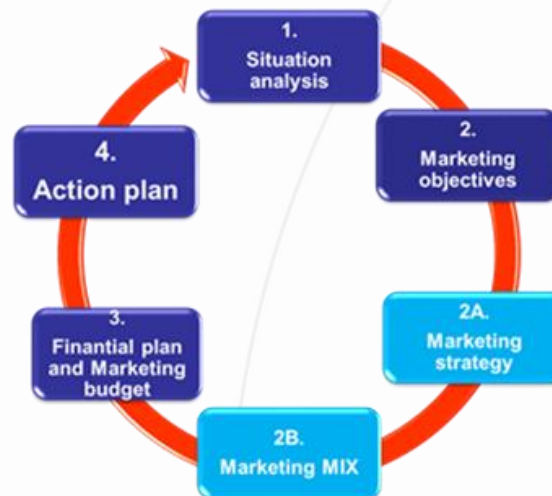 1.
Situation
analysis
2.
Marketing
objectives
2A.
Marketing
strategy
2B.
Marketing MIX
3.
Finantial plan
and Marketing
budget
4.
Action plan